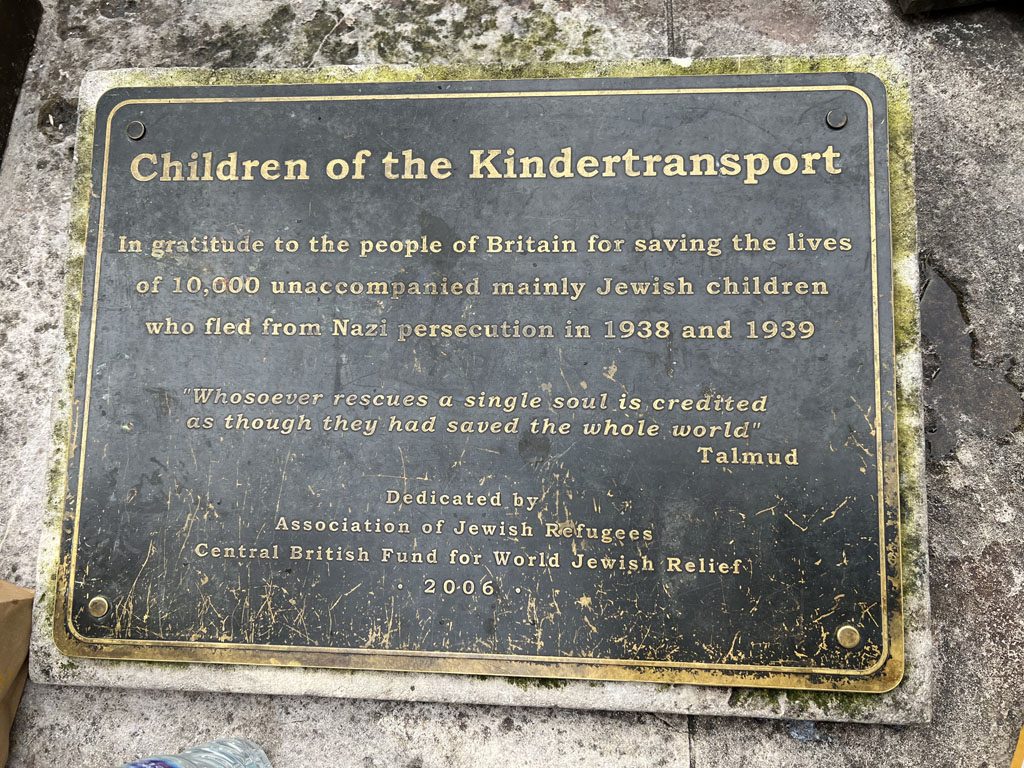 Children of the Kindertransport
In gratitude to the people of Britain for saving the lives
of 10,000 unaccompanied mainly Jewish children
who fled from Nazi persecution in 1938 and 1939
"Whosoever rescues a single soul is credited
as though they had saved the whole world"
Talmud
Dedicated by
Association of Jewish Refugees
Central British Fund for World Jewish Relief
· 2006 ·